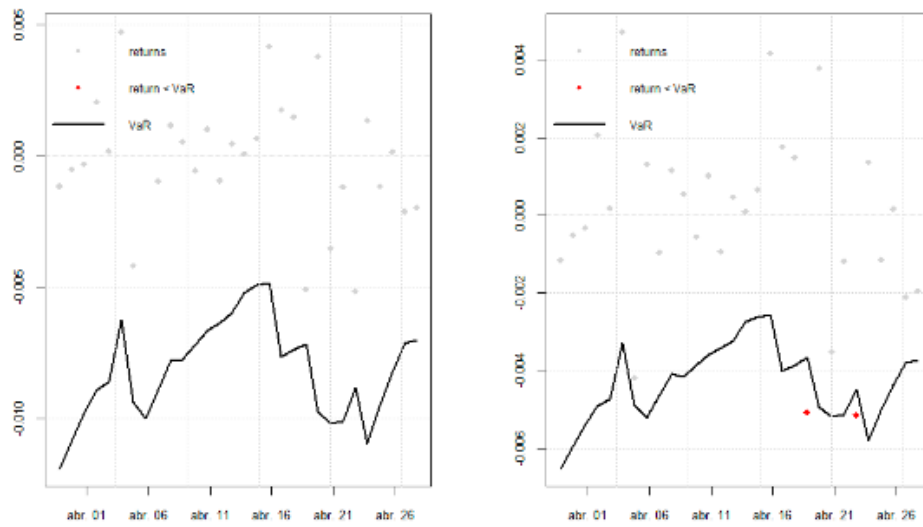 0.005
returns
return < VaR
VaR
0.000
-0.005
-0.010
abr. 01
abr. 06
abr. 11
abr. 16
abr. 21
abr. 26
0.004
returns
return < VaR
VaR
0.002
0.000
-0.002
-0.004
-0.006
abr. 01
abr. 06
abr. 11
abr. 16
abr. 21
abr. 26